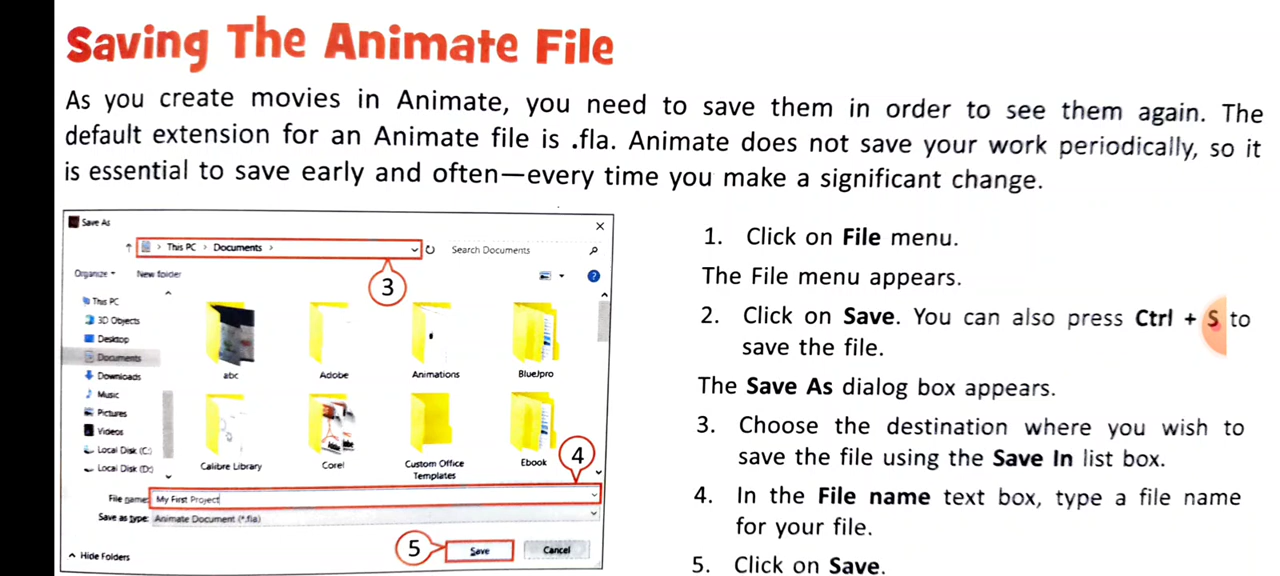 Saving The Animate File
As you create movies in Animate, you need to save them in order to see them again. The
default extension for an Animate file is .fla. Animate does not save your work periodically, so it
is essential to save early and often—every time you make a significant change.
Save As
This PC > Documents >
Search Documents
Organize
New folder
3
This PC
3D Objects
Desktop
Documents
Downloads
Music
Pictures
Videos
Local Disk (C:)
Local Disk (D:)
abc
Adobe
Animations
BlueJpro
Calibre Library
Corel
Custom Office
Templates
Ebook
4
File name: My First Project
Save as type: Animate Document (*.fla)
Hide Folders
5
Save
Cancel
1. Click on File menu.
The File menu appears.
2. Click on Save. You can also press Ctrl + S to
save the file.
The Save As dialog box appears.
3. Choose the destination where you wish to
save the file using the Save In list box.
4. In the File name text box, type a file name
for your file.
5. Click on Save.